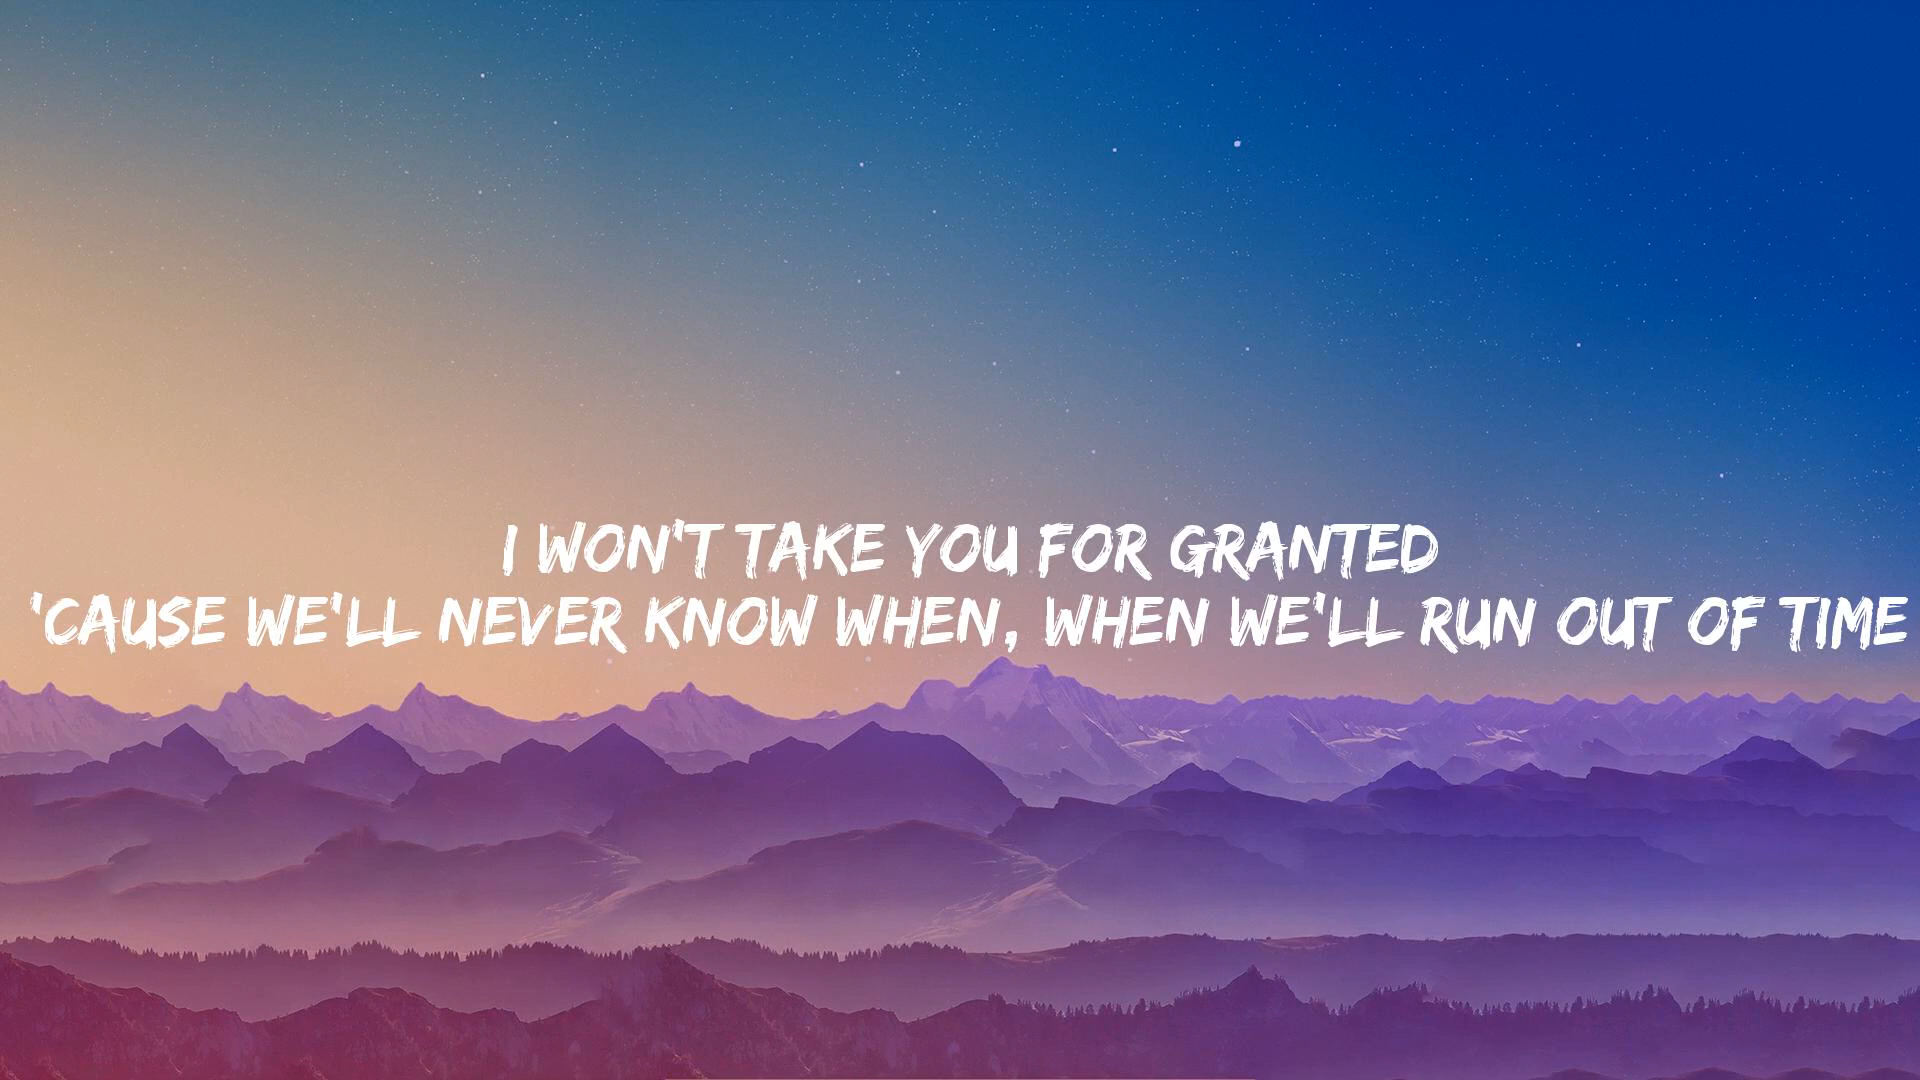 I WON'T TAKE YOU FOR GRANTED
'CAUSE WE'LL NEVER KNOW WHEN, WHEN WE'LL RUN OUT OF TIME